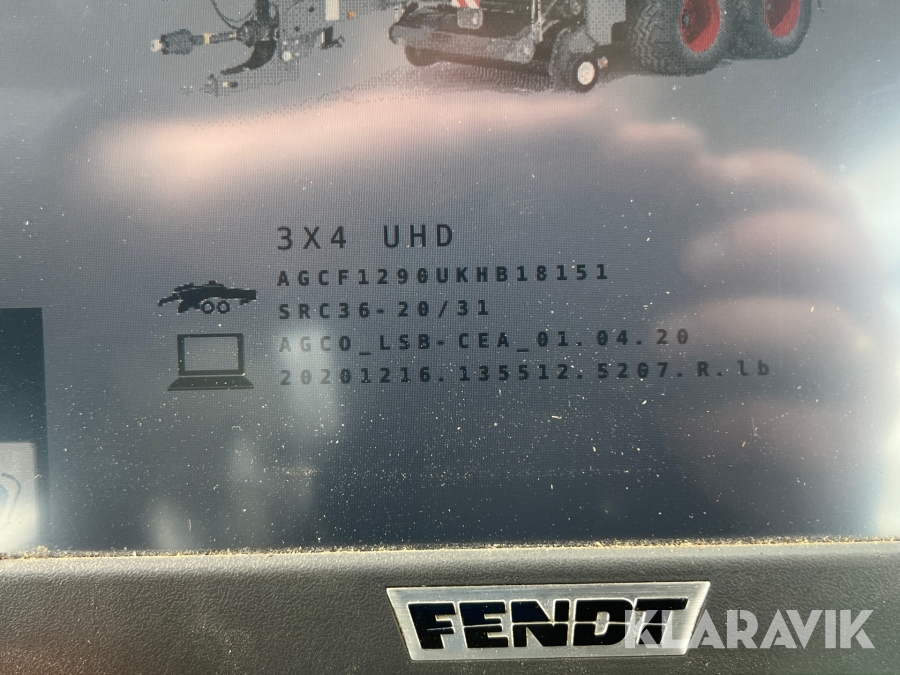 3X4 UHD
AGCF1290UKHB18151
SRC36-20/31
AGCO_LSB-CEA_01.04.20
20201216.135512.5207.R.lb
FENDT
KLARAVIK